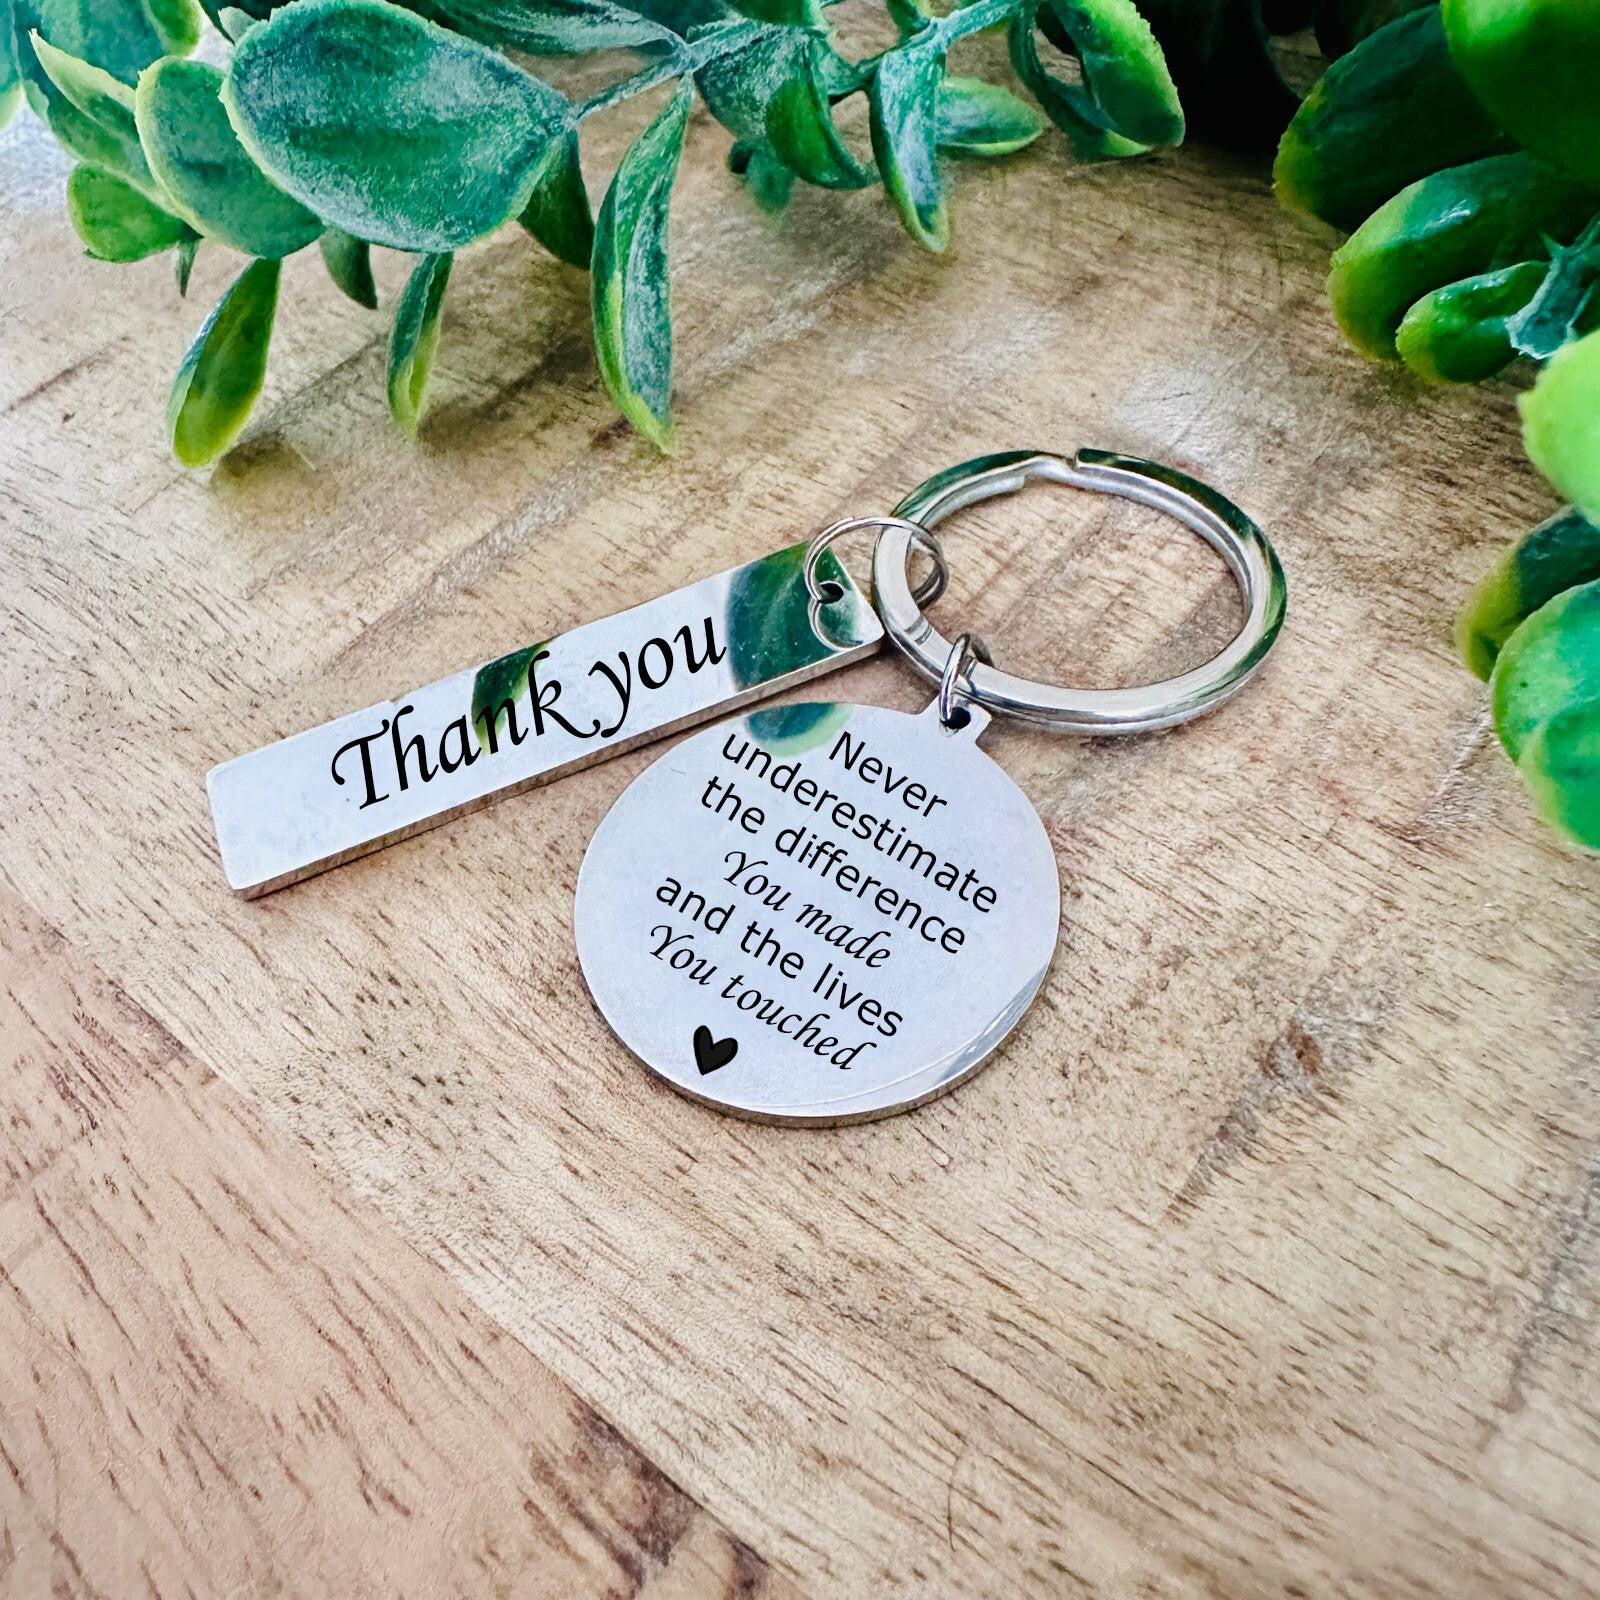 Thank you
Never
underestimate
the difference
You made
and the lives
You touched